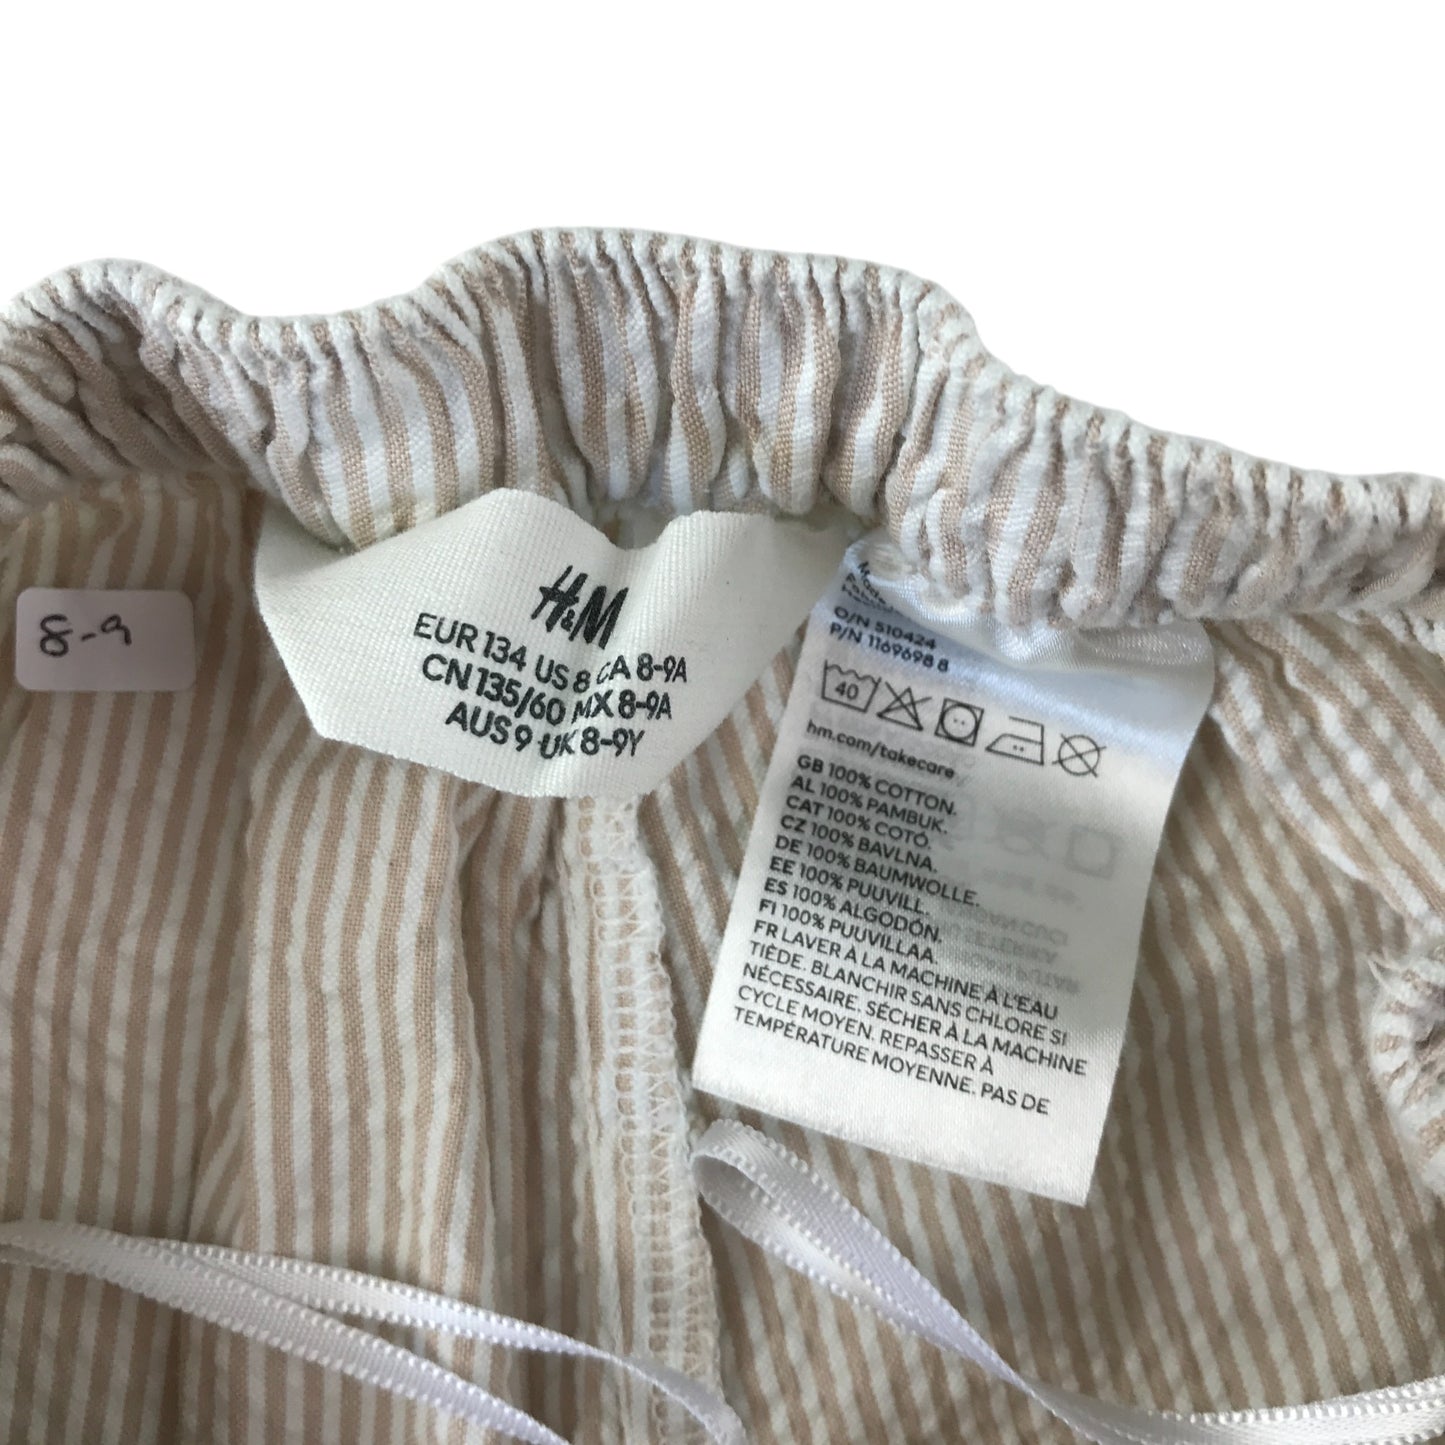 8-9
H&M
EUR 134 US 8 CA 8-9A
CN 135/60 MX 8-9A
AUS 9 UK 8-9Y
O/N 510424
P/N 1169698 8
40
hm.com/takecare
GB 100% COTTON.
AL 100% PAMBUK.
CAT 100% COTÓ.
CZ 100% BAVLNA.
DE 100% BAUMWOLLE.
EE 100% PUUVILL.
ES 100% ALGODÓN.
FI 100% PUUVILLAA.
FR LAVER À LA MACHINE À L'EAU
TIÈDE. BLANCHIR SANS CHLORE SI
NÉCESSAIRE. SÉCHER À LA MACHINE
CYCLE MOYEN. REPASSER À
TEMPÉRATURE MOYENNE. PAS DE